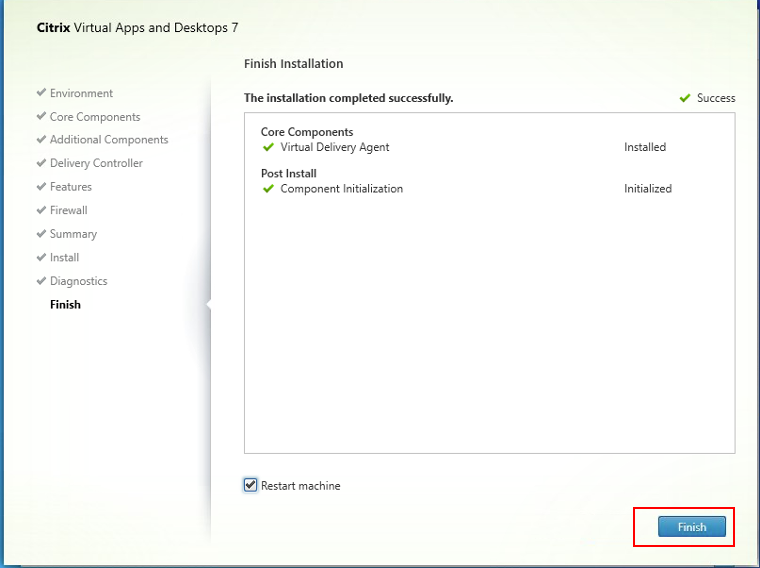 Citrix Virtual Apps and Desktops 7
Finish Installation
Environment
Core Components
Additional Components
Delivery Controller
Features
Firewall
Summary
Install
Diagnostics
Finish
The installation completed successfully.
Success
Core Components
Virtual Delivery Agent Installed
Post Install
Component Initialization Initialized
Restart machine
Finish